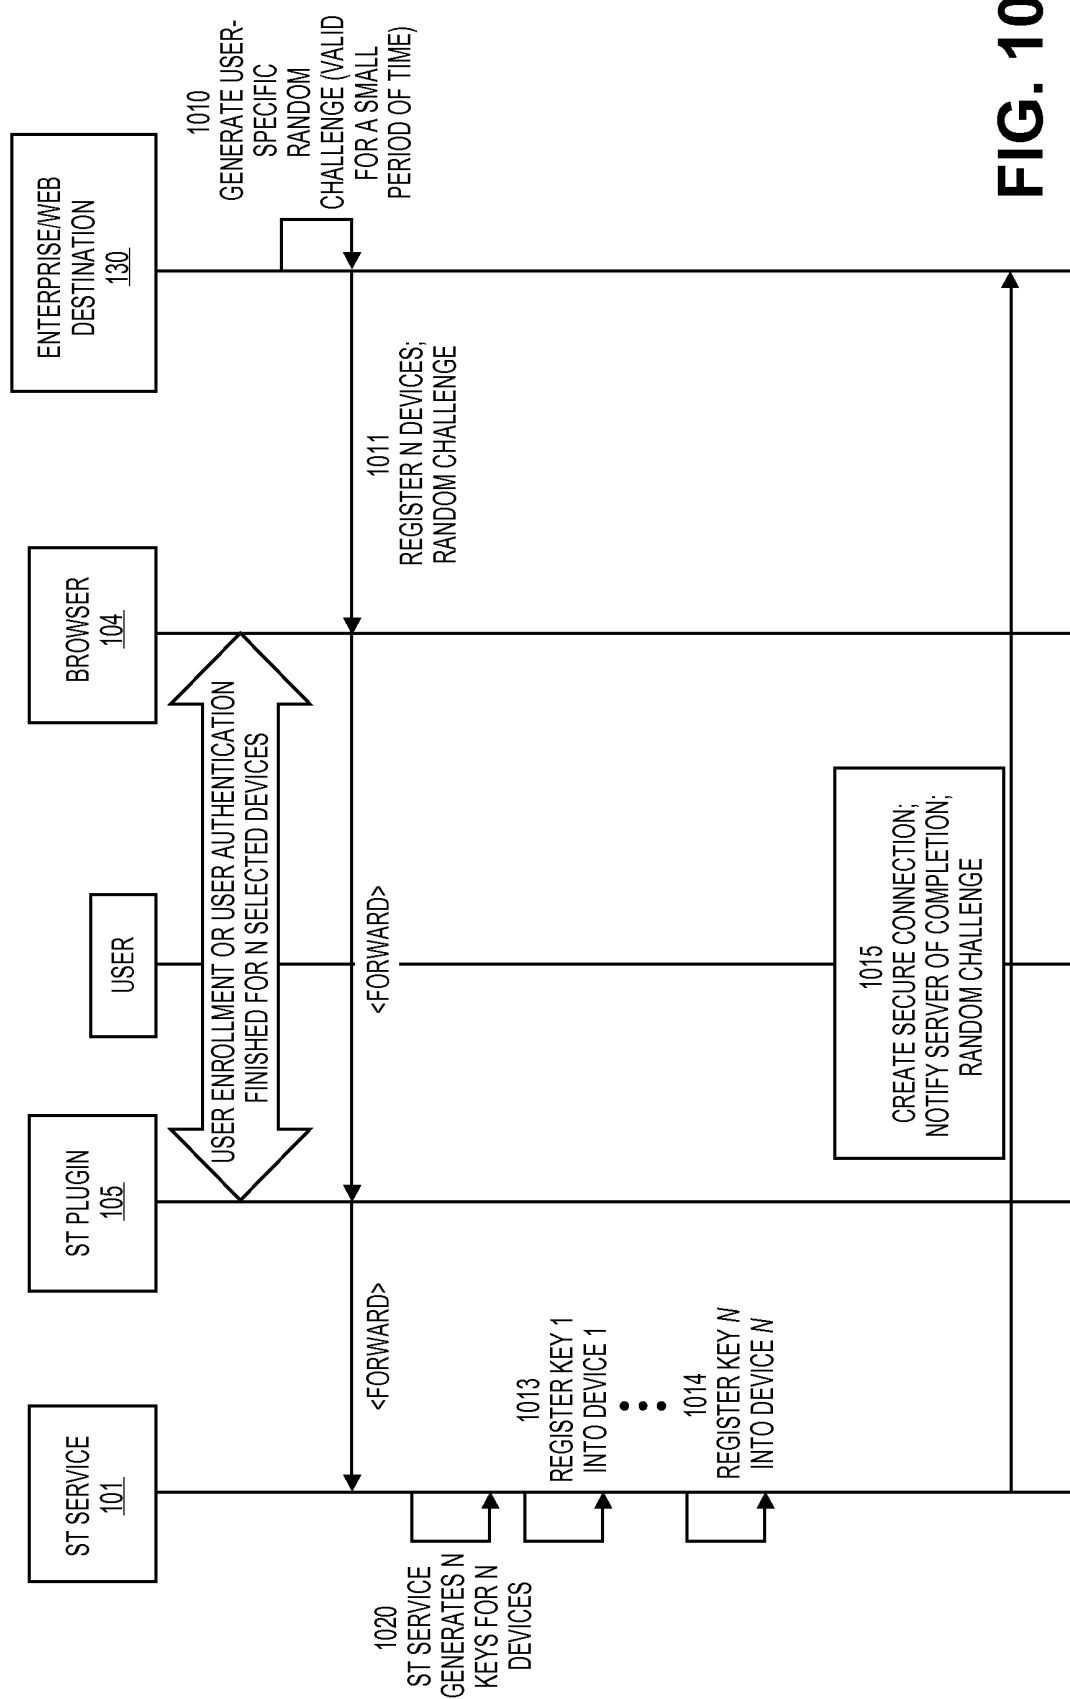 ST SERVICE
101
ST PLUGIN
105
USER
BROWSER
104
ENTERPRISE/WEB
DESTINATION
130
USER ENROLLMENT OR USER AUTHENTICATION
FINISHED FOR N SELECTED DEVICES
1010
GENERATE USER-
SPECIFIC
RANDOM
CHALLENGE (VALID
FOR A SMALL
PERIOD OF TIME)
1011
REGISTER N DEVICES;
RANDOM CHALLENGE
<FORWARD>
<FORWARD>
1020
ST SERVICE
GENERATES N
KEYS FOR N
DEVICES
1013
REGISTER KEY 1
INTO DEVICE 1
1014
REGISTER KEY N
INTO DEVICE N
1015
CREATE SECURE CONNECTION;
NOTIFY SERVER OF COMPLETION;
RANDOM CHALLENGE
FIG. 10